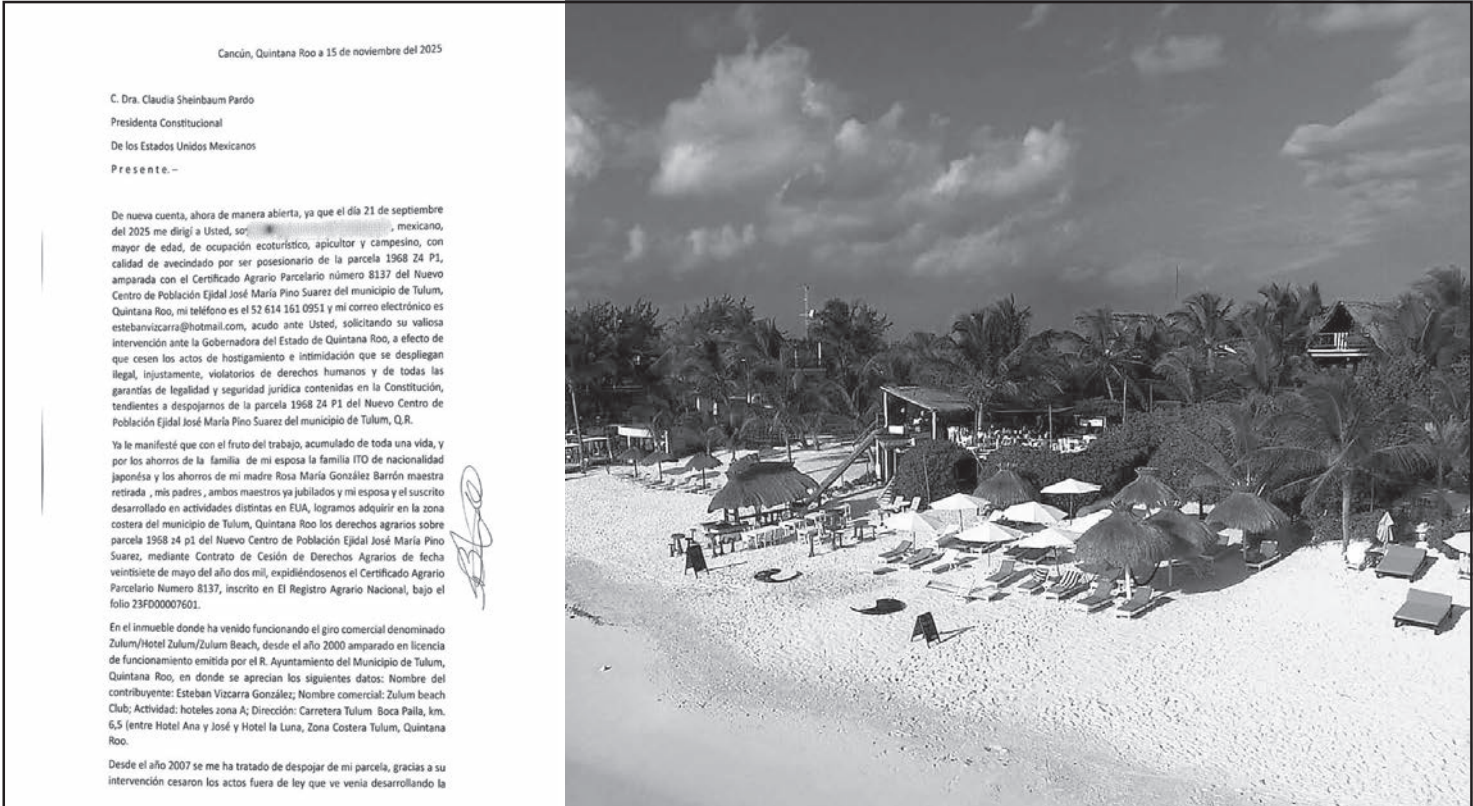 Cancún, Quintana Roo a 15 de noviembre del 2025
C. Dra. Claudia Sheinbaum Pardo
Presidenta Constitucional
De los Estados Unidos Mexicanos
P r e s e n t e. –
De nueva cuenta, ahora de manera abierta, ya que el día 21 de septiembre
del 2025 me dirigí a Usted, soy , mexicano,
mayor de edad, de ocupación ecoturístico, apicultor y campesino, con
calidad de avecindado por ser posesionario de la parcela 1968 Z4 P1,
amparada con el Certificado Agrario Parcelario número 8137 del Nuevo
Centro de Población Ejidal José María Pino Suarez del municipio de Tulum,
Quintana Roo, mi teléfono es el 52 614 161 0951 y mi correo electrónico es
estebanvizcarra@hotmail.com, acudo ante Usted, solicitando su valiosa
intervención ante la Gobernadora del Estado de Quintana Roo, a efecto de
que cesen los actos de hostigamiento e intimidación que se despliegan
ilegal, injustamente, violatorios de derechos humanos y de todas las
garantías de legalidad y seguridad jurídica contenidas en la Constitución,
tendientes a despojarnos de la parcela 1968 Z4 P1 del Nuevo Centro de
Población Ejidal José María Pino Suarez del municipio de Tulum, Q.R.
Ya le manifesté que con el fruto del trabajo, acumulado de toda una vida, y
por los ahorros de la familia de mi esposa la familia ITO de nacionalidad
japonésa y los ahorros de mi madre Rosa María González Barrón maestra
retirada , mis padres , ambos maestros ya jubilados y mi esposa y el suscrito
desarrollado en actividades distintas en EUA, logramos adquirir en la zona
costera del municipio de Tulum, Quintana Roo los derechos agrarios sobre
parcela 1968 z4 p1 del Nuevo Centro de Población Ejidal José María Pino
Suarez, mediante Contrato de Cesión de Derechos Agrarios de fecha
veintisiete de mayo del año dos mil, expidiéndosenos el Certificado Agrario
Parcelario Numero 8137, inscrito en El Registro Agrario Nacional, bajo el
folio 23FD00007601.
En el inmueble donde ha venido funcionando el giro comercial denominado
Zulum/Hotel Zulum/Zulum Beach, desde el año 2000 amparado en licencia
de funcionamiento emitida por el R. Ayuntamiento del Municipio de Tulum,
Quintana Roo, en donde se aprecian los siguientes datos: Nombre del
contribuyente: Esteban Vizcarra González; Nombre comercial: Zulum beach
Club; Actividad: hoteles zona A; Dirección: Carretera Tulum Boca Paila, km.
6,5 (entre Hotel Ana y José y Hotel la Luna, Zona Costera Tulum, Quintana
Roo.
Desde el año 2007 se me ha tratado de despojar de mi parcela, gracias a su
intervención cesaron los actos fuera de ley que ve venia desarrollando la